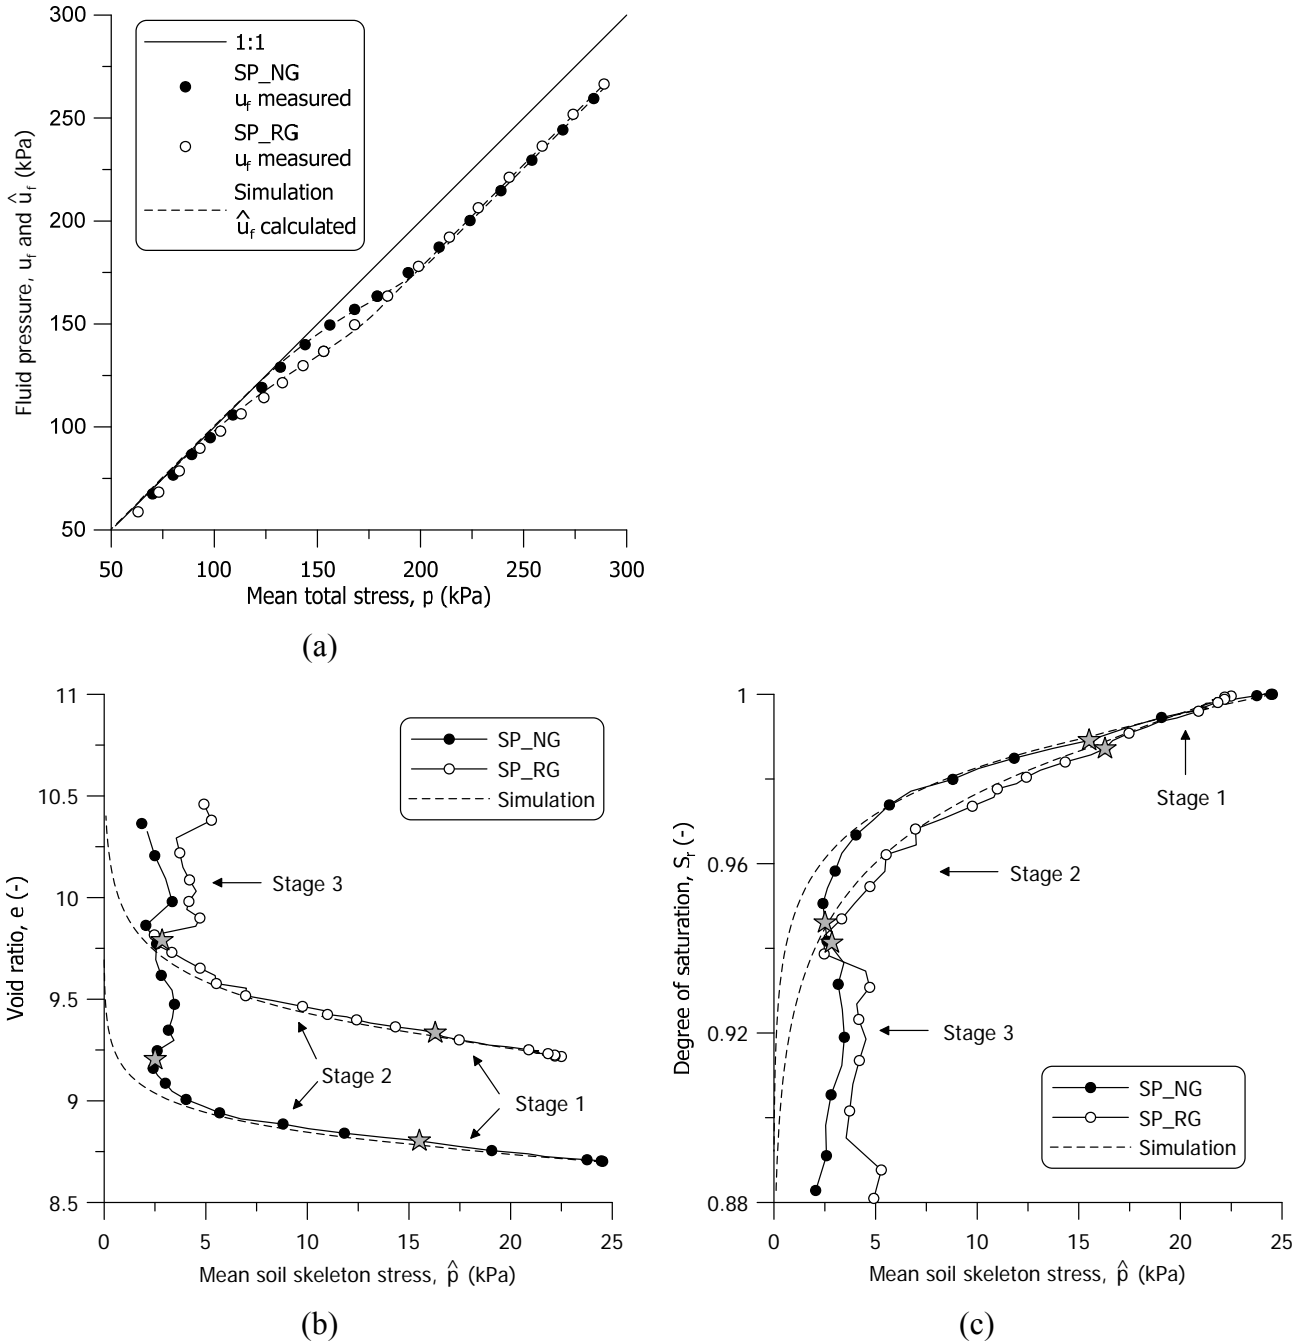 300
250
200
150
100
50
Fluid pressure, u_f and û_f (kPa)
1:1
SP_NG
u_f measured
SP_RG
u_f measured
Simulation
û_f calculated
50 100 150 200 250 300
Mean total stress, p (kPa)
(a)
11
10.5
10
9.5
9
8.5
Void ratio, e (-)
SP_NG
SP_RG
Simulation
Stage 3
Stage 2
Stage 1
0 5 10 15 20 25
Mean soil skeleton stress, p̂ (kPa)
(b)
1
0.96
0.92
0.88
Degree of saturation, S_r (-)
Stage 1
Stage 2
Stage 3
SP_NG
SP_RG
Simulation
0 5 10 15 20 25
Mean soil skeleton stress, p̂ (kPa)
(c)